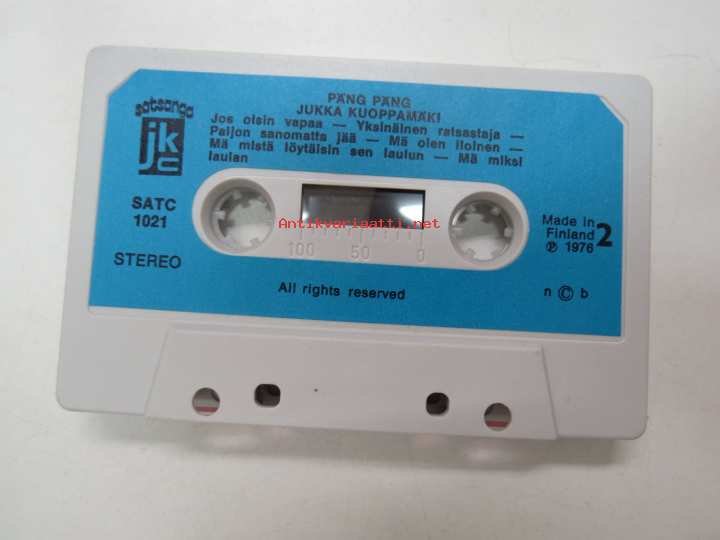 PÄNG PÄNG
JUKKA KUOPPAMÄKI
Jos olsin vapaa — Yksinäinen ratsastaja —
Paljon sanomatta jää — Mä olen iloinen —
Mä mistä löytäisin sen laulun — Mä miksi
laulan
satsanga
jkc
SATC
1021
STEREO
Antikvariaatti.net
100 50 0
Made in
Finland
℗ 1976
2
All rights reserved
n © b